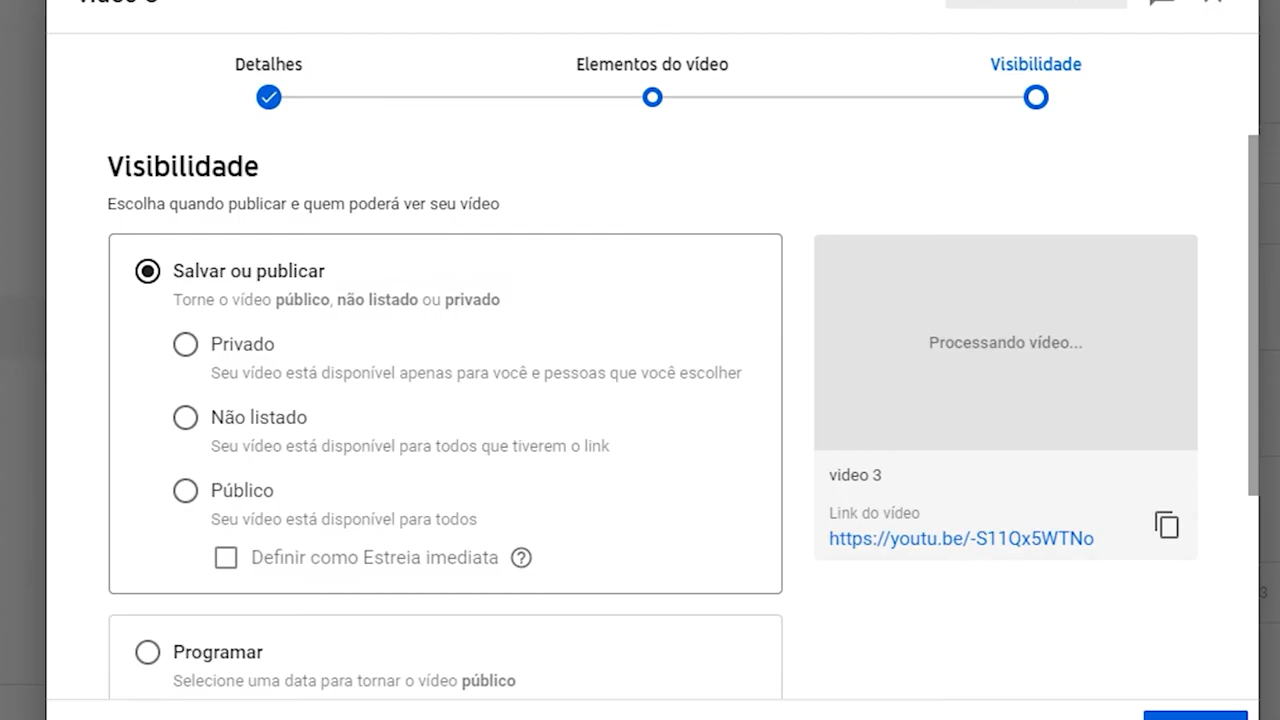 Detalhes
Elementos do vídeo
Visibilidade
Visibilidade
Escolha quando publicar e quem poderá ver seu vídeo
Salvar ou publicar
Torne o vídeo público, não listado ou privado
Privado
Seu vídeo está disponível apenas para você e pessoas que você escolher
Não listado
Seu vídeo está disponível para todos que tiverem o link
Público
Seu vídeo está disponível para todos
Definir como Estreia imediata
Programar
Selecione uma data para tornar o vídeo público
Processando vídeo...
video 3
Link do vídeo
https://youtu.be/-S11Qx5WTNo
3